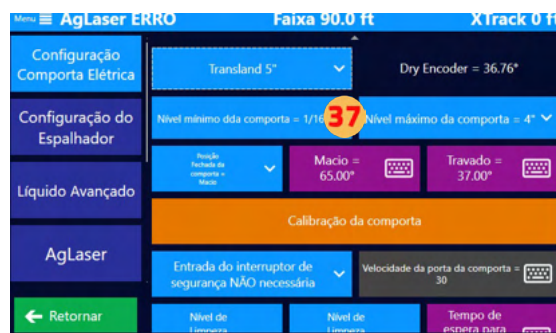 Menu ≡ AgLaser ERRO Faixa 90.0 ft XTrack 0 ft
Configuração
Comporta Elétrica
Transland 5"
Dry Encoder = 36.76°
Configuração do
Espalhador
Nível mínimo dda comporta = 1/16
37
Nível máximo da comporta = 4"
Líquido Avançado
Posição
Fechada da
comporta =
Macio
Macio =
65.00°
Travado =
37.00°
Calibração da comporta
AgLaser
Entrada do interruptor de
segurança NÃO necessária
Velocidade da porta da comporta =
30
Retornar
Nível de
Limpeza
Nível de
Limpeza
Tempo de
espera para